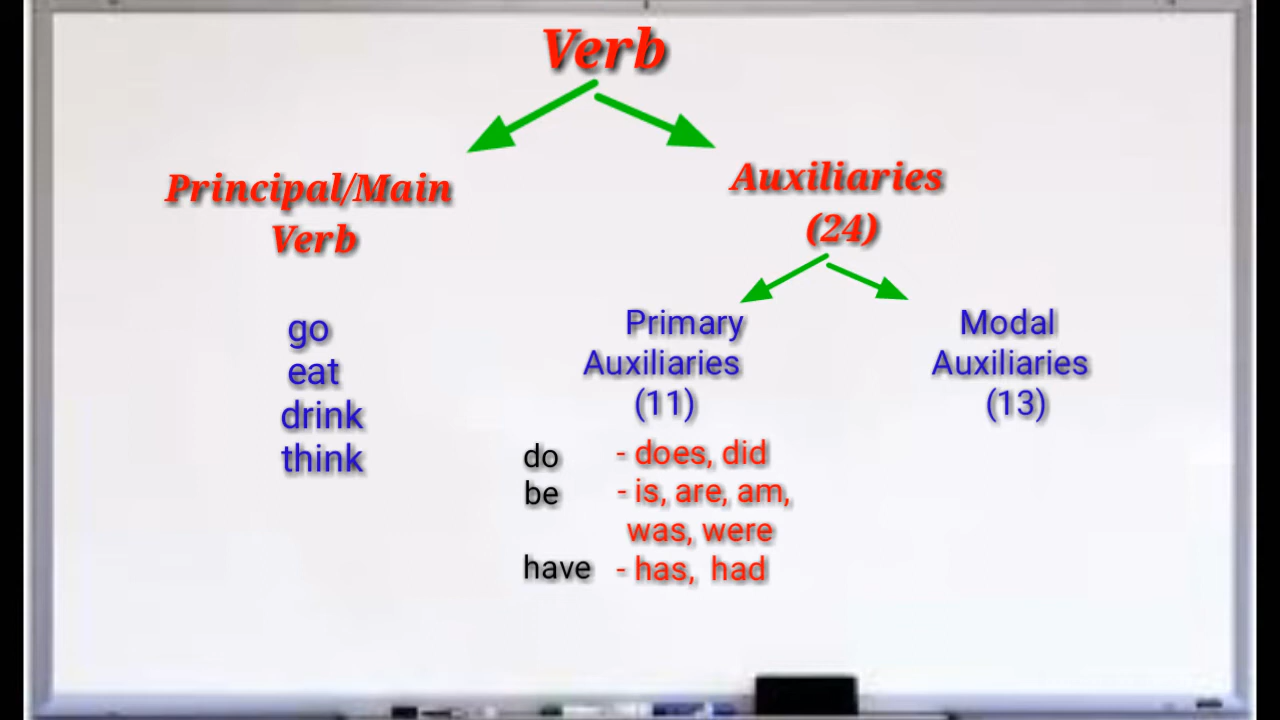 Verb
Principal/Main
Verb
go
eat
drink
think
Auxiliaries
(24)
Primary
Auxiliaries
(11)
do - does, did
be - is, are, am,
was, were
have - has, had
Modal
Auxiliaries
(13)